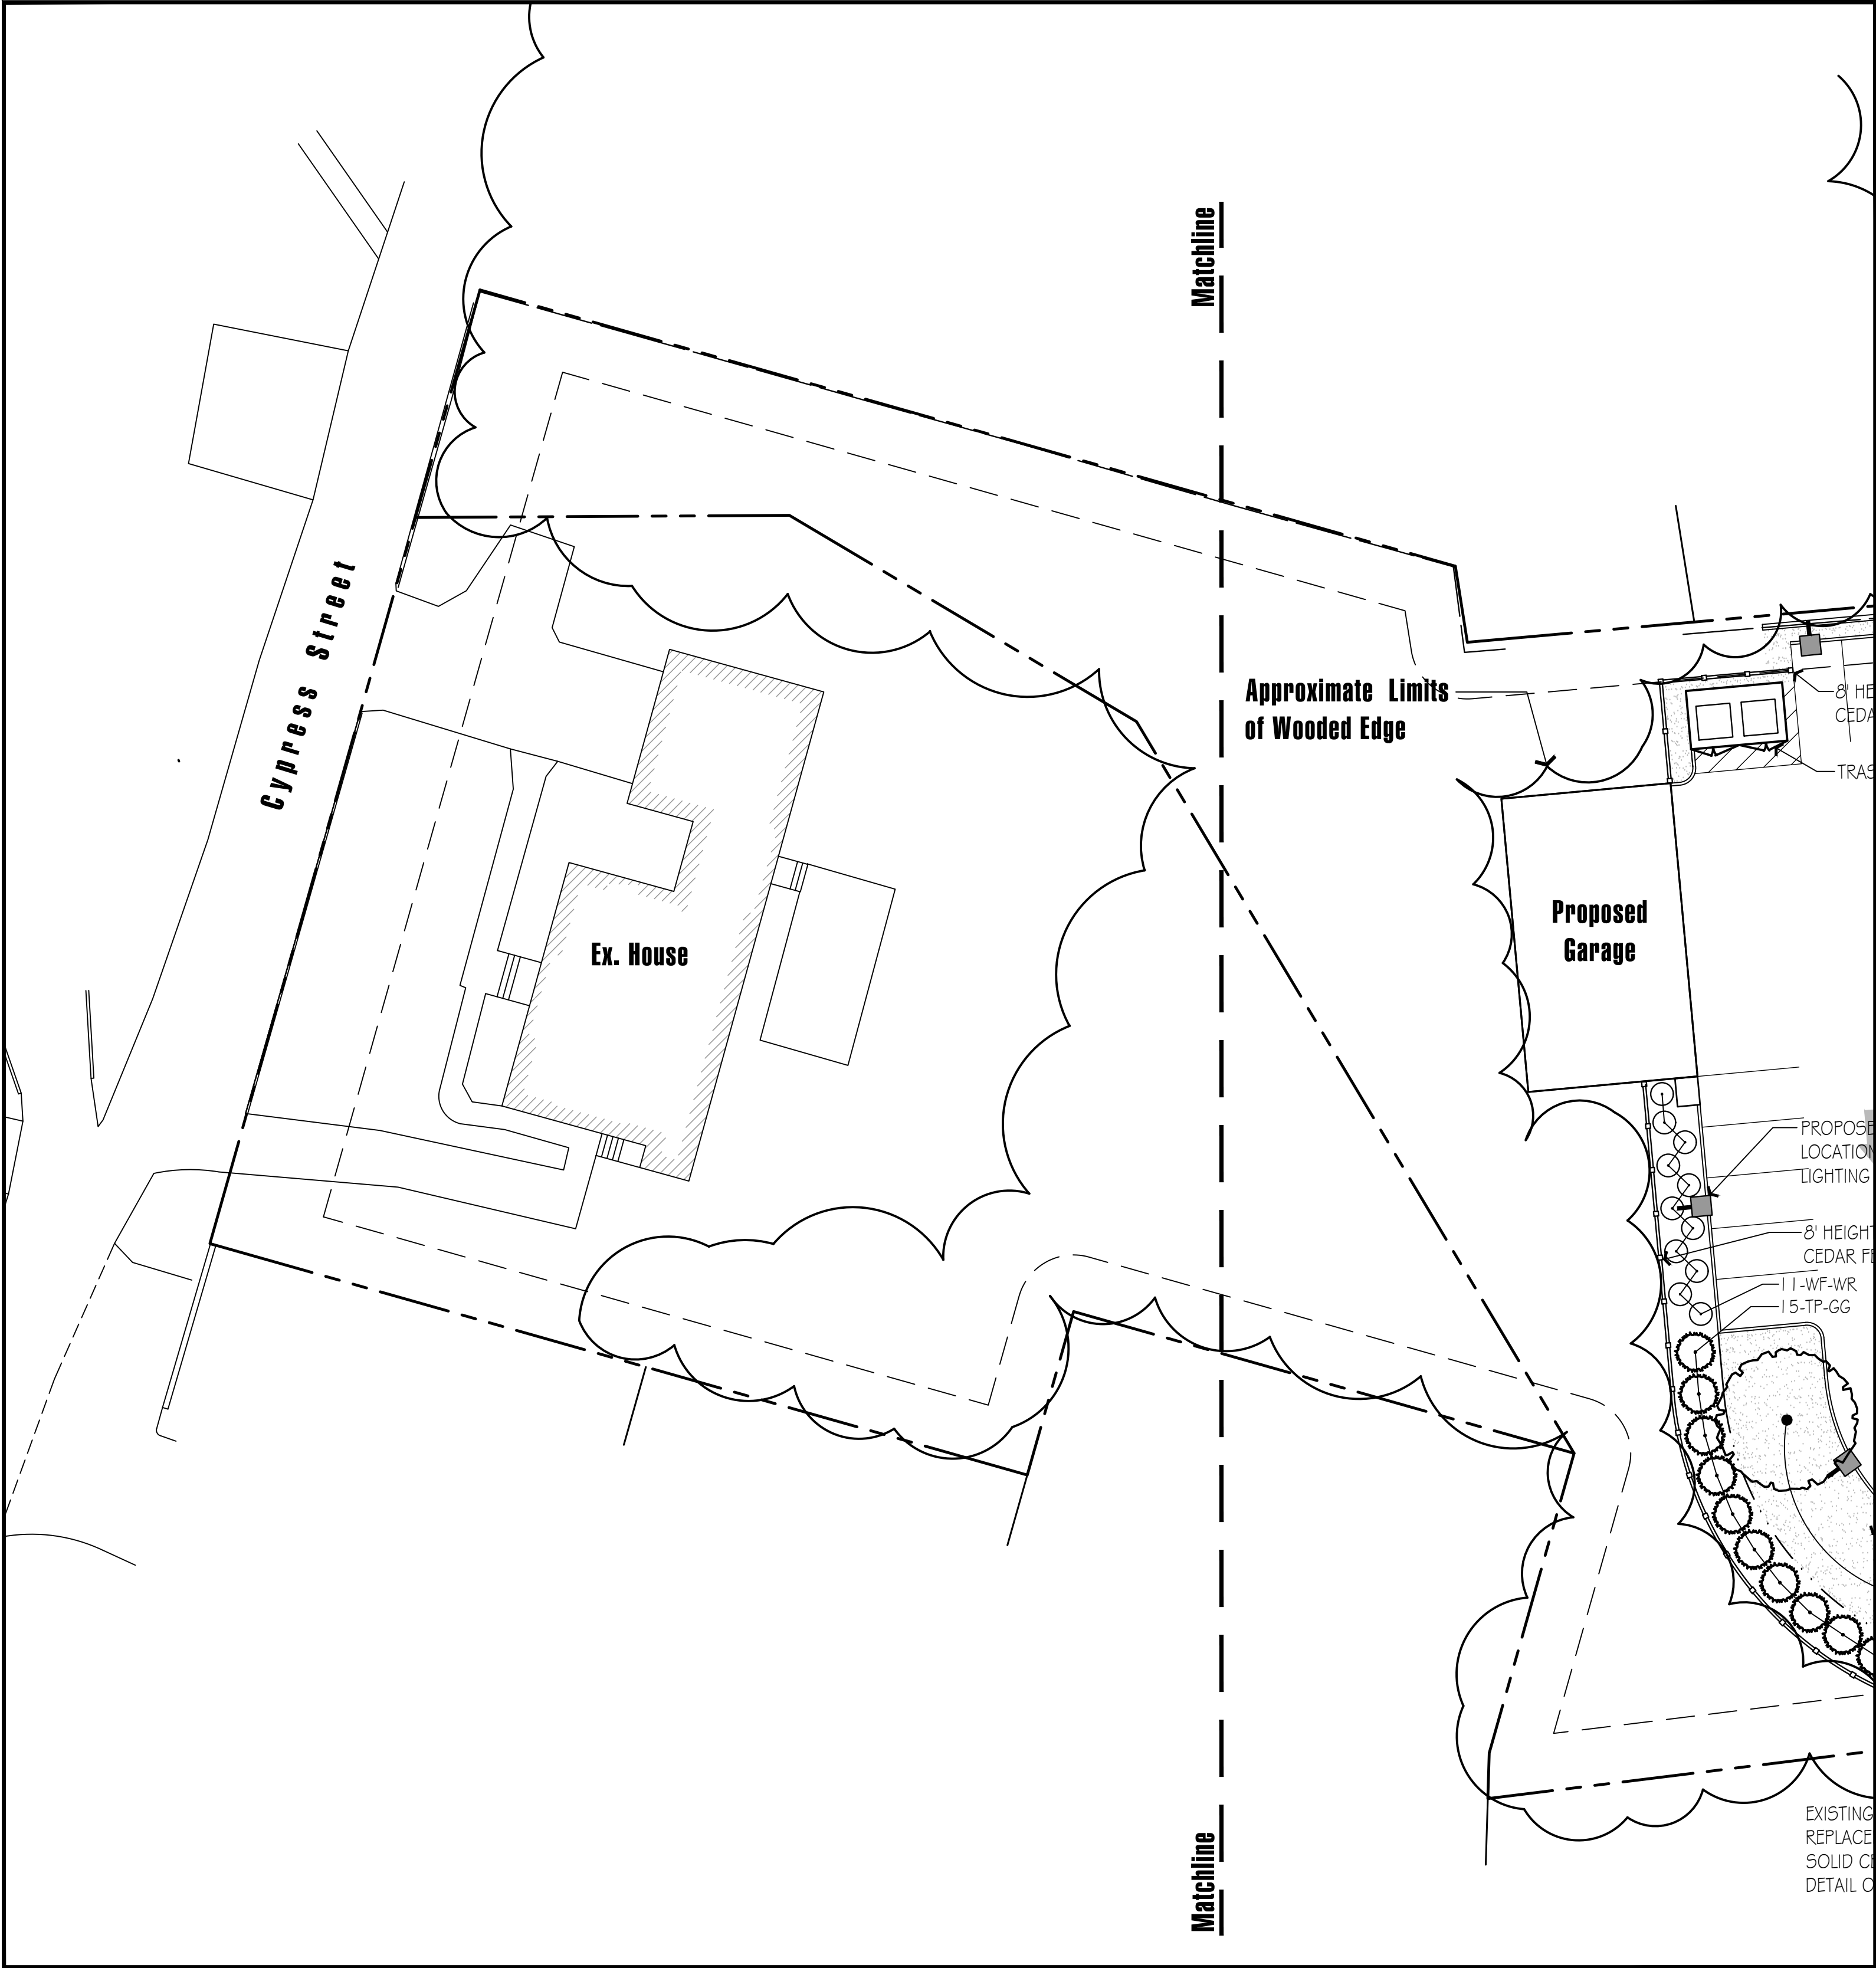 Matchline
Cypress Street
Approximate Limits
of Wooded Edge
8' HE
CEDA
TRAS
Ex. House
Proposed
Garage
PROPOSE
LOCATION
LIGHTING
8' HEIGHT
CEDAR FE
11-WF-WR
15-TP-GG
Matchline
EXISTING
REPLACE
SOLID CE
DETAIL O